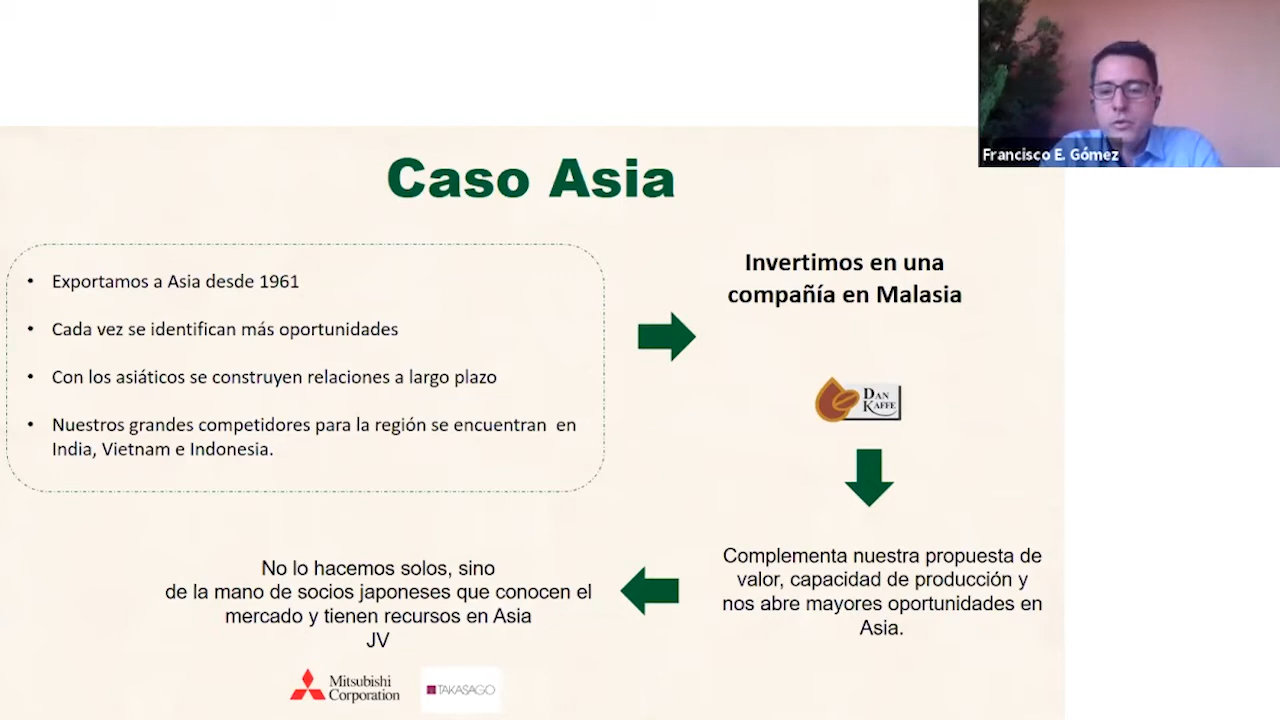 Francisco E. Gómez
Caso Asia
• Exportamos a Asia desde 1961
• Cada vez se identifican más oportunidades
• Con los asiáticos se construyen relaciones a largo plazo
• Nuestros grandes competidores para la región se encuentran en
India, Vietnam e Indonesia.
Invertimos en una
compañía en Malasia
DAN
KAFFE
Complementa nuestra propuesta de
valor, capacidad de producción y
nos abre mayores oportunidades en
Asia.
No lo hacemos solos, sino
de la mano de socios japoneses que conocen el
mercado y tienen recursos en Asia
JV
Mitsubishi
Corporation
TAKASAGO